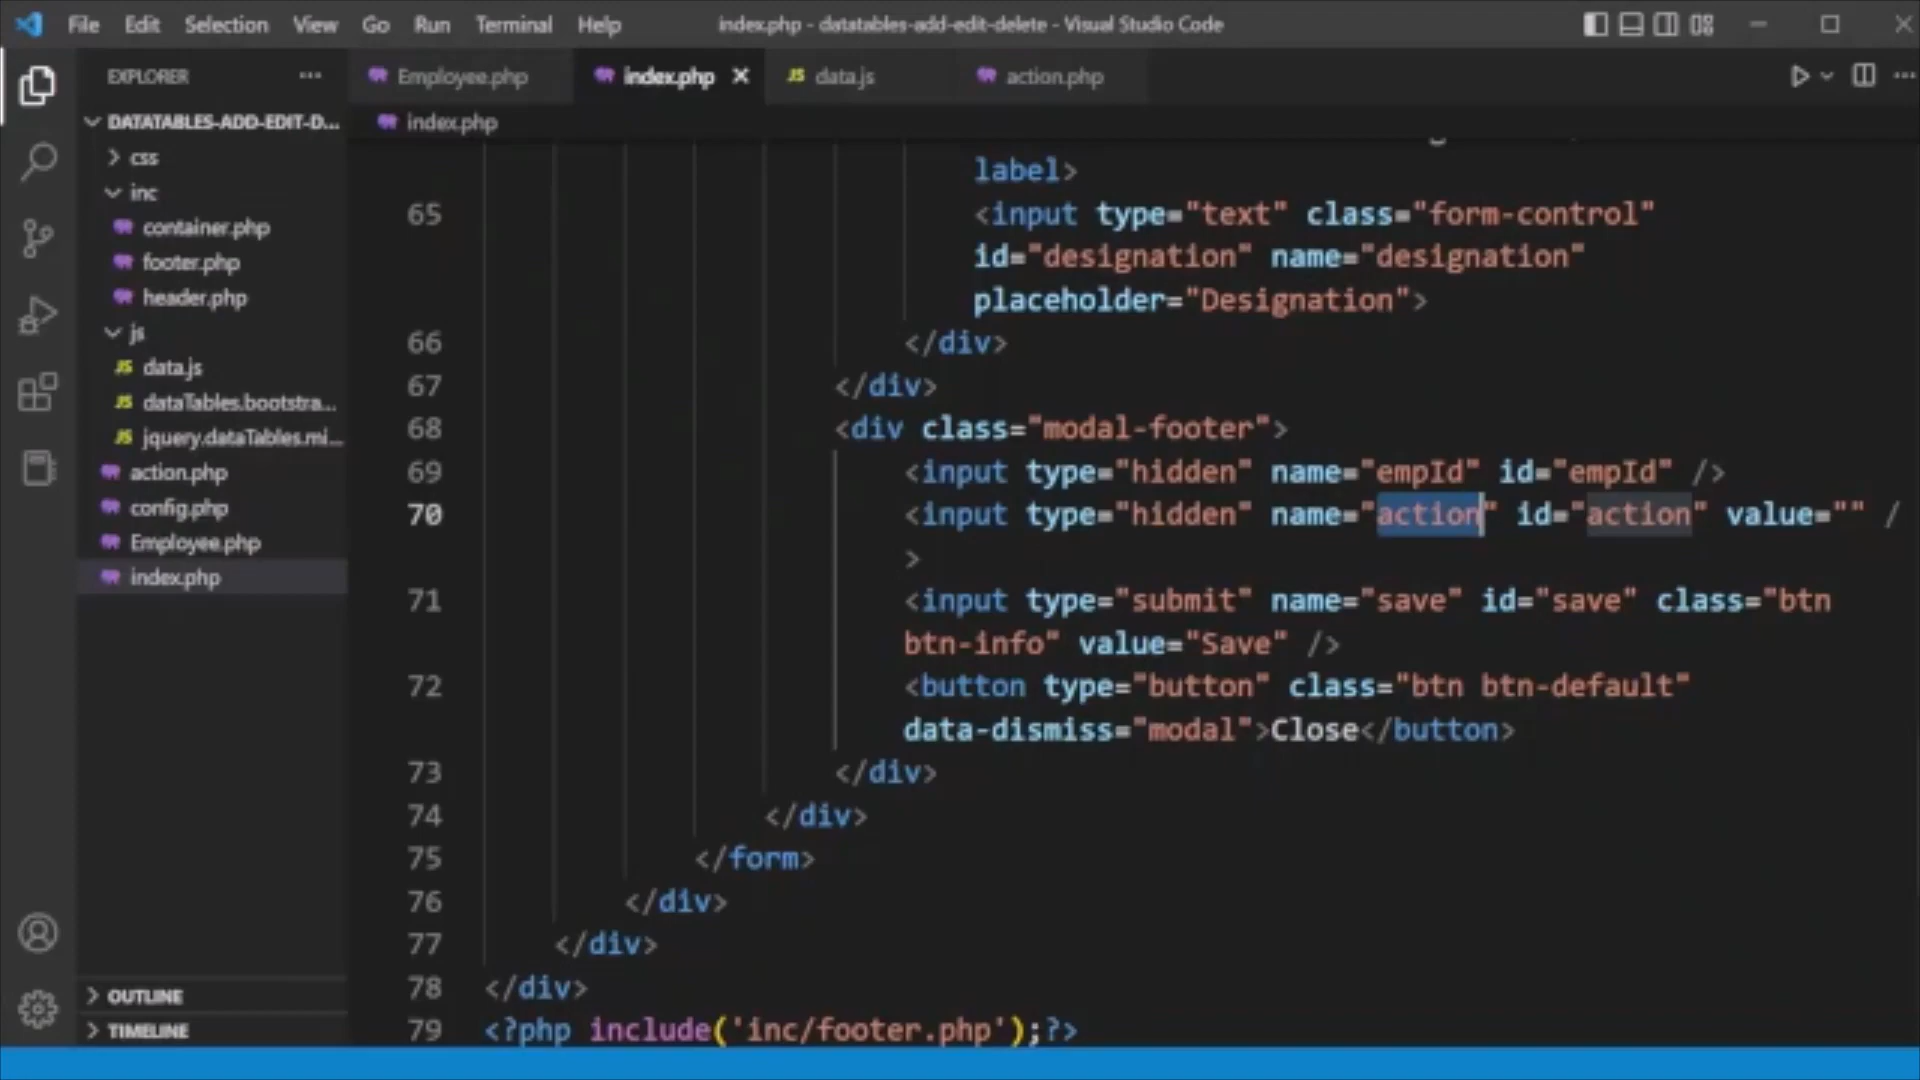 File Edit Selection View Go Run Terminal Help index.php - datatables-add-edit-delete - Visual Studio Code
EXPLORER
Employee.php index.php data.js action.php
DATATABLES-ADD-EDIT-D...
index.php
css
inc
container.php
footer.php
header.php
js
JS data.js
JS dataTables.bootstra...
JS jquery.dataTables.mi...
action.php
config.php
Employee.php
index.php
OUTLINE
TIMELINE
label>
65 <input type="text" class="form-control"
id="designation" name="designation"
placeholder="Designation">
66 </div>
67 </div>
68 <div class="modal-footer">
69 <input type="hidden" name="empId" id="empId" />
70 <input type="hidden" name="action" id="action" value="" /
>
71 <input type="submit" name="save" id="save" class="btn
btn-info" value="Save" />
72 <button type="button" class="btn btn-default"
data-dismiss="modal">Close</button>
73 </div>
74 </div>
75 </form>
76 </div>
77 </div>
78 </div>
79 <?php include('inc/footer.php');?>